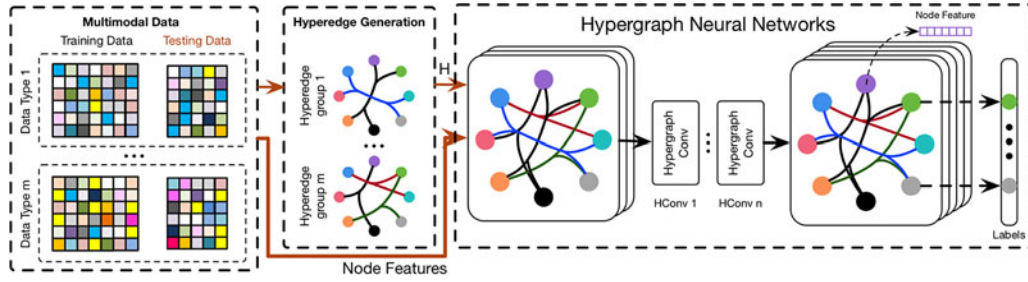 Multimodal Data
Training Data
Testing Data
Data Type 1
...
Data Type m
Hyperedge Generation
Hyperedge
group 1
...
Hyperedge
group m
H
Node Features
Hypergraph Neural Networks
Hypergraph
Conv
HConv 1
Hypergraph
Conv
HConv n
Node Feature
Labels